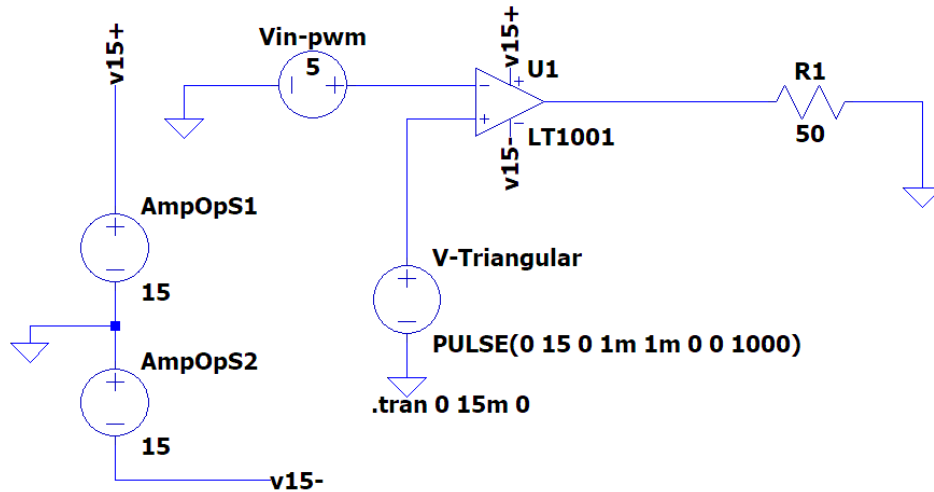 v15+
Vin-pwm
5
v15+
U1
LT1001
v15-
R1
50
AmpOpS1
15
V-Triangular
PULSE(0 15 0 1m 1m 0 0 1000)
AmpOpS2
15
.tran 0 15m 0
v15-